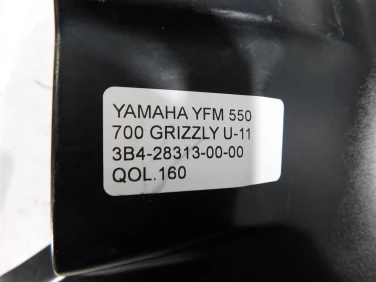 YAMAHA YFM 550
700 GRIZZLY U-11
3B4-28313-00-00
QOL.160